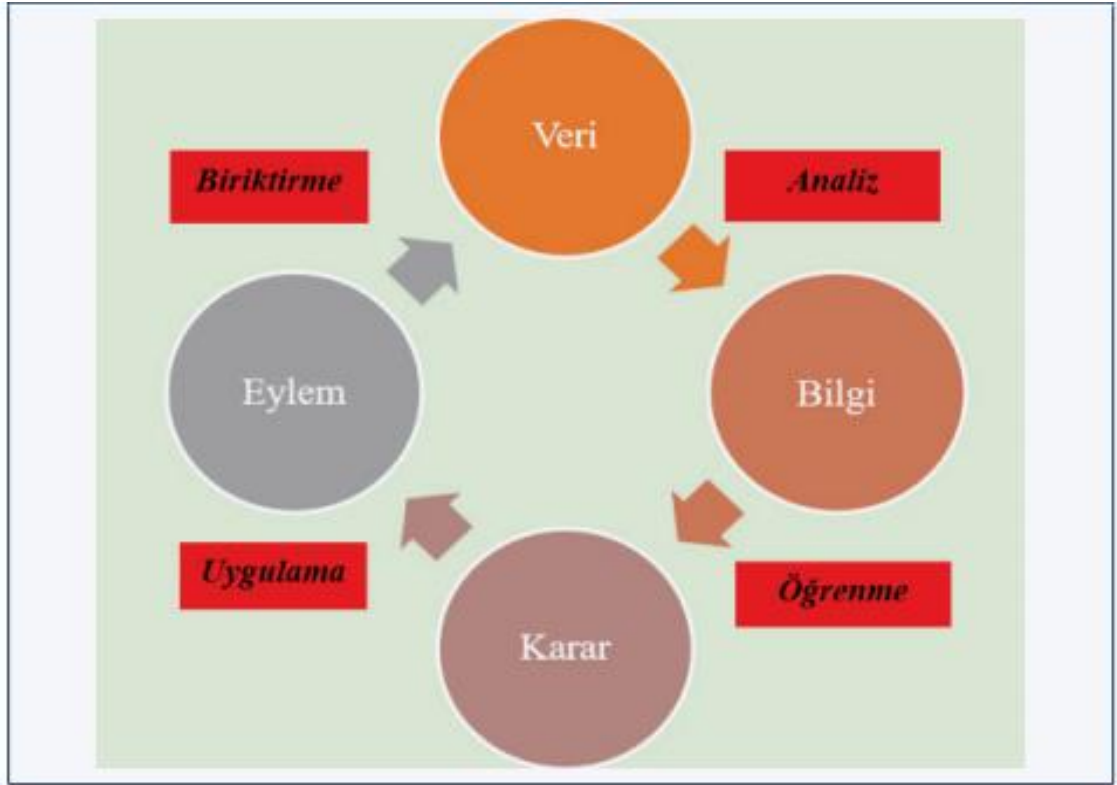 Veri
Biriktirme
Analiz
Eylem
Bilgi
Uygulama
Öğrenme
Karar